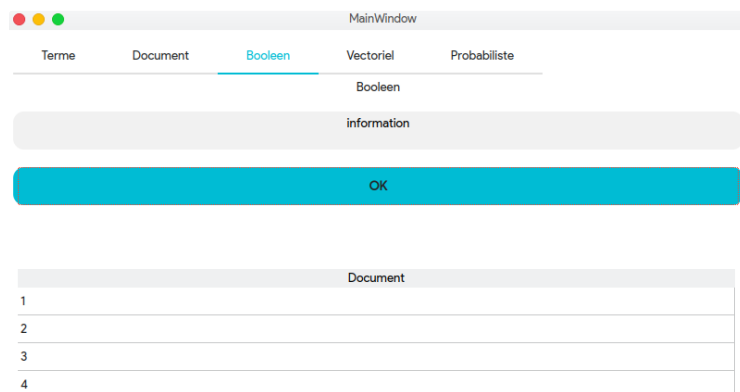 MainWindow
Terme Document Booleen Vectoriel Probabiliste
Booleen
information
OK
Document
1
2
3
4